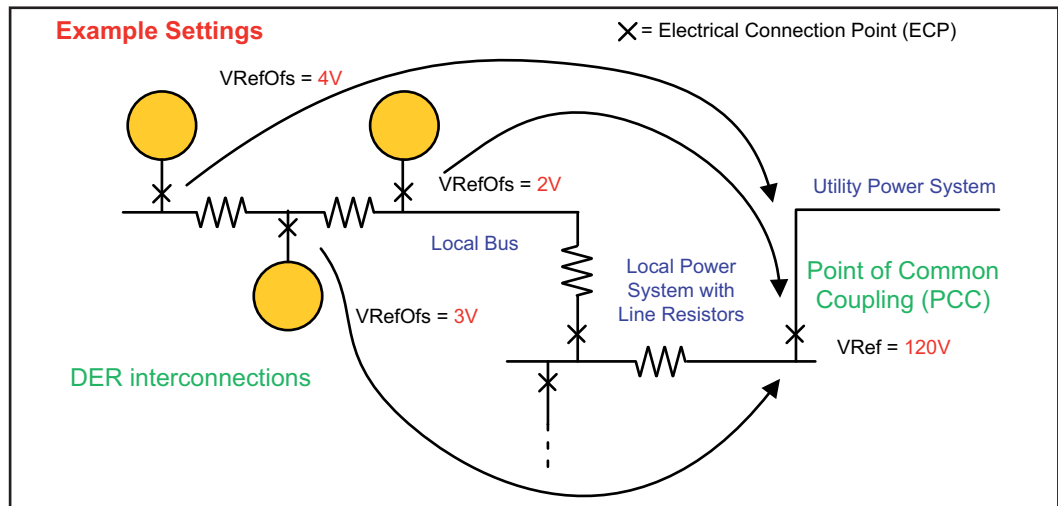 Example Settings
= Electrical Connection Point (ECP)
VRefOfs = 4V
VRefOfs = 2V
Utility Power System
Local Bus
Local Power
System with
Line Resistors
Point of Common
Coupling (PCC)
VRefOfs = 3V
VRef = 120V
DER interconnections